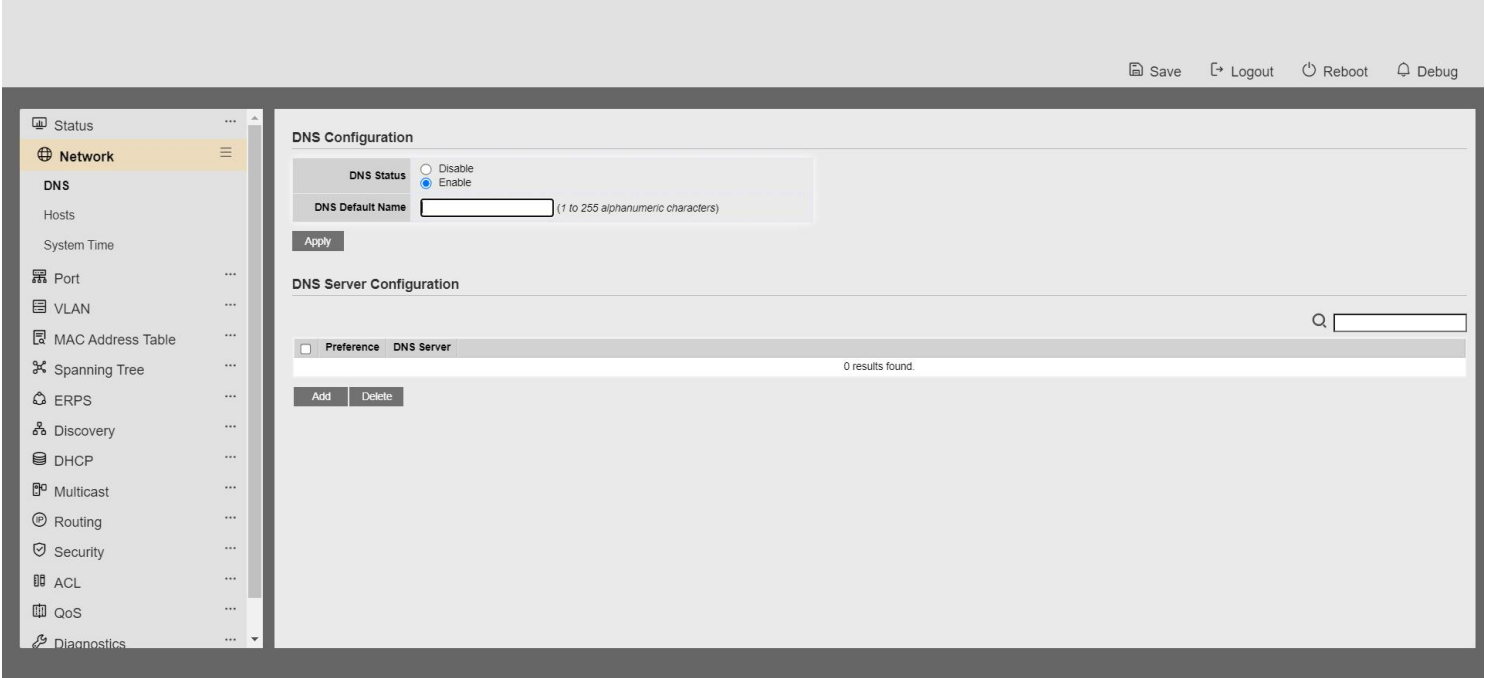 Save Logout Reboot Debug
Status ...
Network
DNS
Hosts
System Time
Port ...
VLAN ...
MAC Address Table ...
Spanning Tree ...
ERPS ...
Discovery ...
DHCP ...
Multicast ...
IP Routing ...
Security ...
ACL ...
QoS ...
Diagnostics ...
DNS Configuration
DNS Status Disable
Enable
DNS Default Name (1 to 255 alphanumeric characters)
Apply
DNS Server Configuration
Preference DNS Server
0 results found.
Add Delete